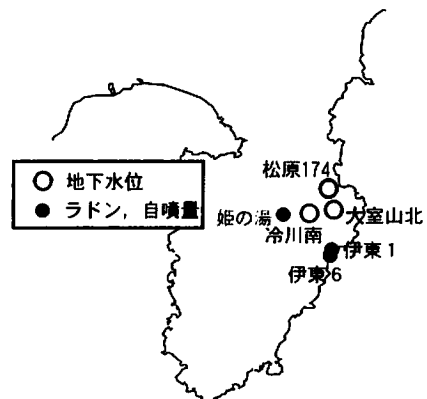 松原174
○ 地下水位
● ラドン，自噴量
姫の湯
大室山北
冷川南
伊東1
伊東6